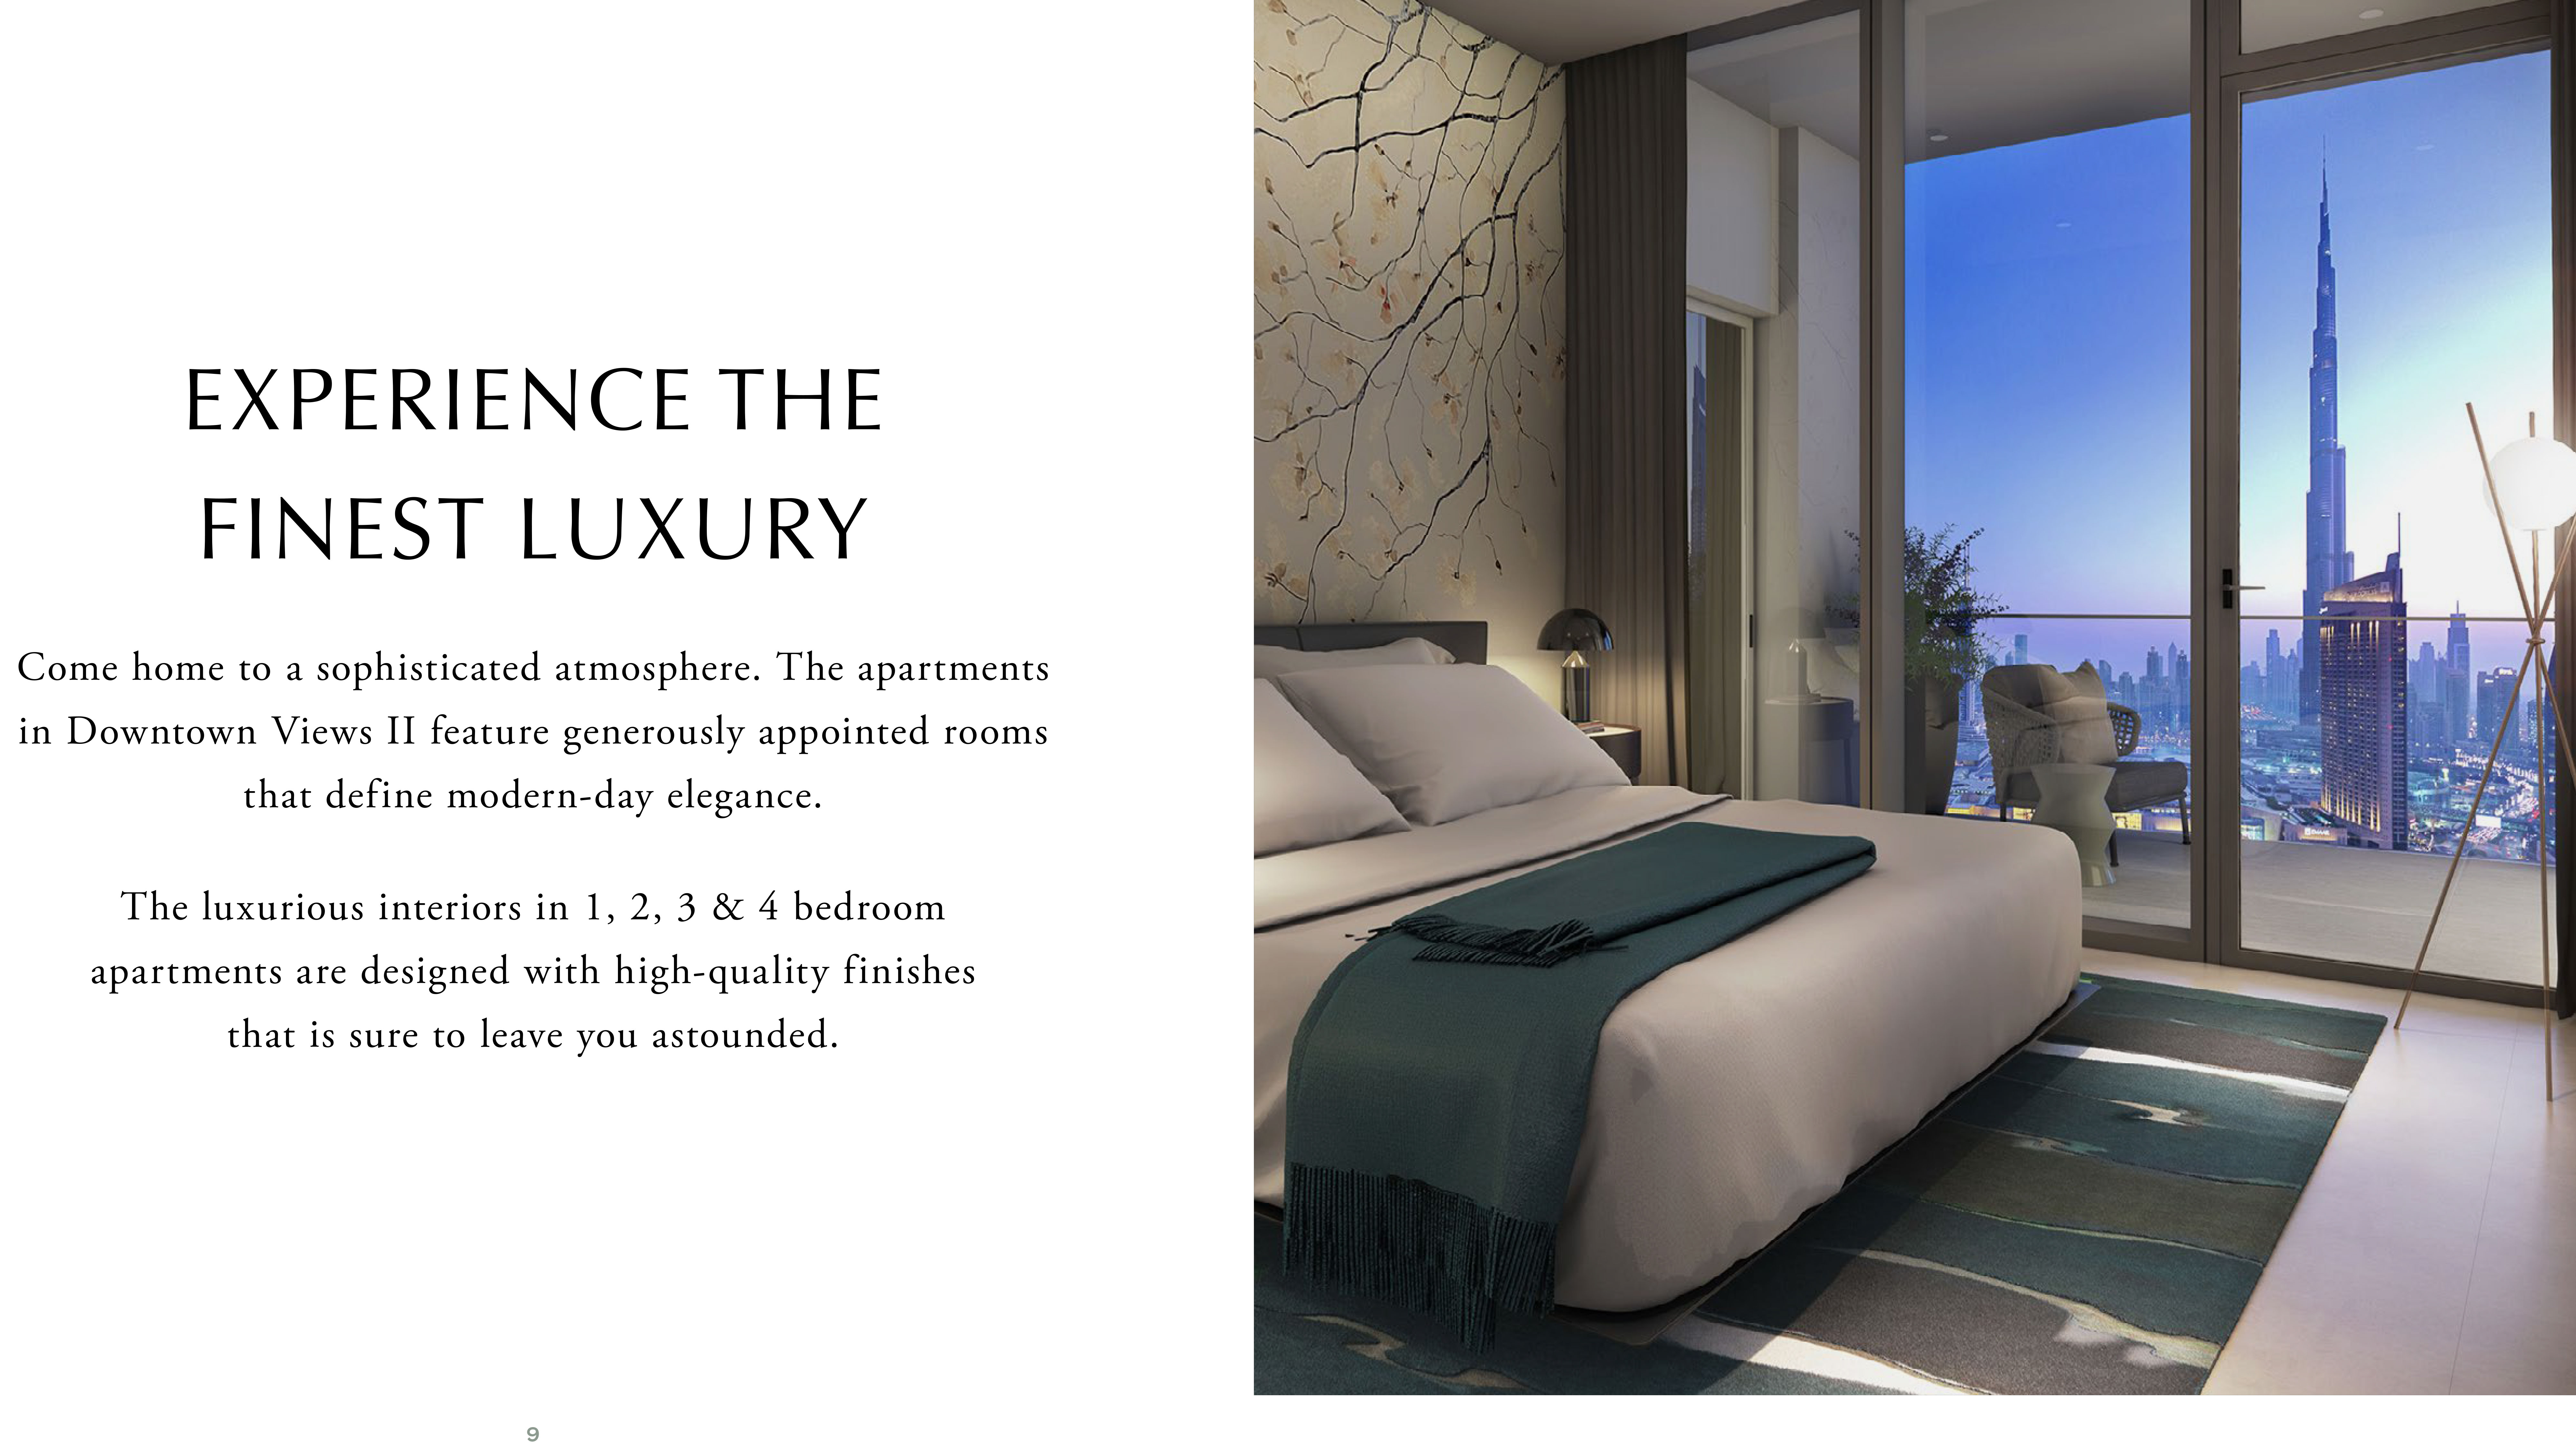 EXPERIENCE THE
FINEST LUXURY
Come home to a sophisticated atmosphere. The apartments
in Downtown Views II feature generously appointed rooms
that define modern-day elegance.
The luxurious interiors in 1, 2, 3 & 4 bedroom
apartments are designed with high-quality finishes
that is sure to leave you astounded.
9